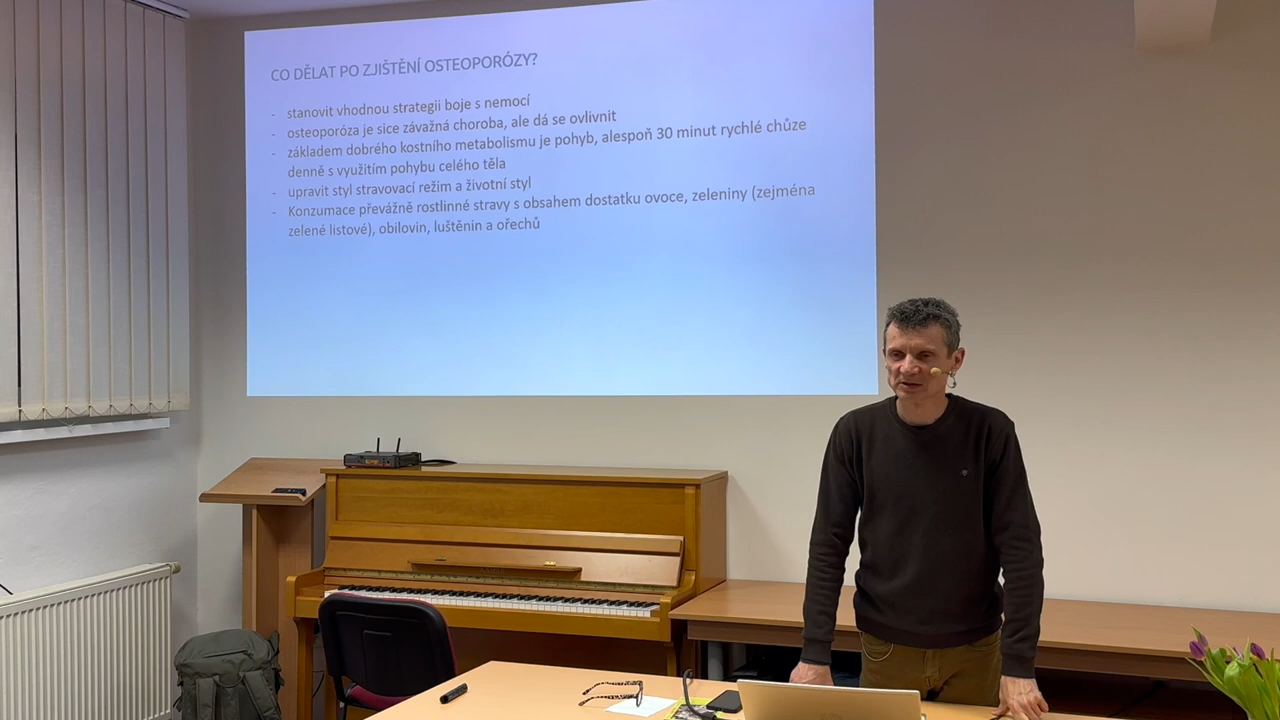 CO DĚLAT PO ZJIŠTĚNÍ OSTEOPORÓZY?
- stanovit vhodnou strategii boje s nemocí
- osteoporóza je sice závažná choroba, ale dá se ovlivnit
- základem dobrého kostního metabolismu je pohyb, alespoň 30 minut rychlé chůze
denně s využitím pohybu celého těla
- upravit styl stravovací režim a životní styl
- Konzumace převážně rostlinné stravy s obsahem dostatku ovoce, zeleniny (zejména
zelené listové), obilovin, luštěnin a ořechů